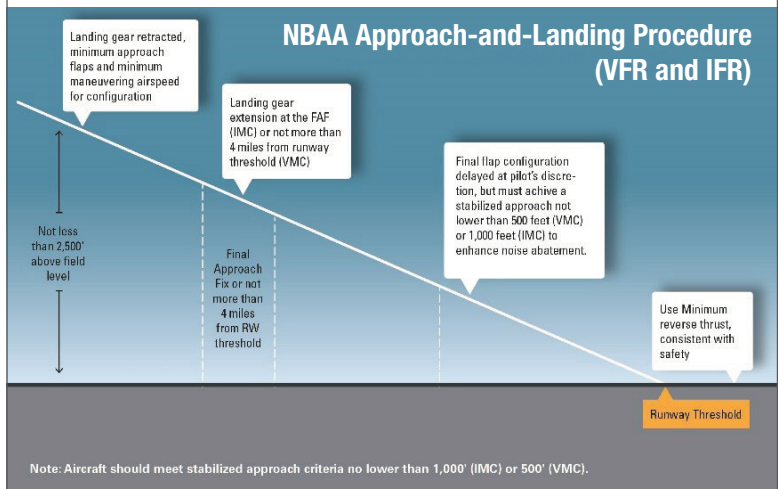 NBAA Approach-and-Landing Procedure
(VFR and IFR)
Landing gear retracted,
minimum approach
flaps and minimum
maneuvering airspeed
for configuration
Landing gear
extension at the FAF
(IMC) or not more than
4 miles from runway
threshold (VMC)
Final flap configuration
delayed at pilot's discre-
tion, but must achive a
stabilized approach not
lower than 500 feet (VMC)
or 1,000 feet (IMC) to
enhance noise abatement.
Not less
than 2,500'
above field
level
Final
Approach
Fix or not
more than
4 miles
from RW
threshold
Use Minimum
reverse thrust,
consistent with
safety
Runway Threshold
Note: Aircraft should meet stabilized approach criteria no lower than 1,000' (IMC) or 500' (VMC).